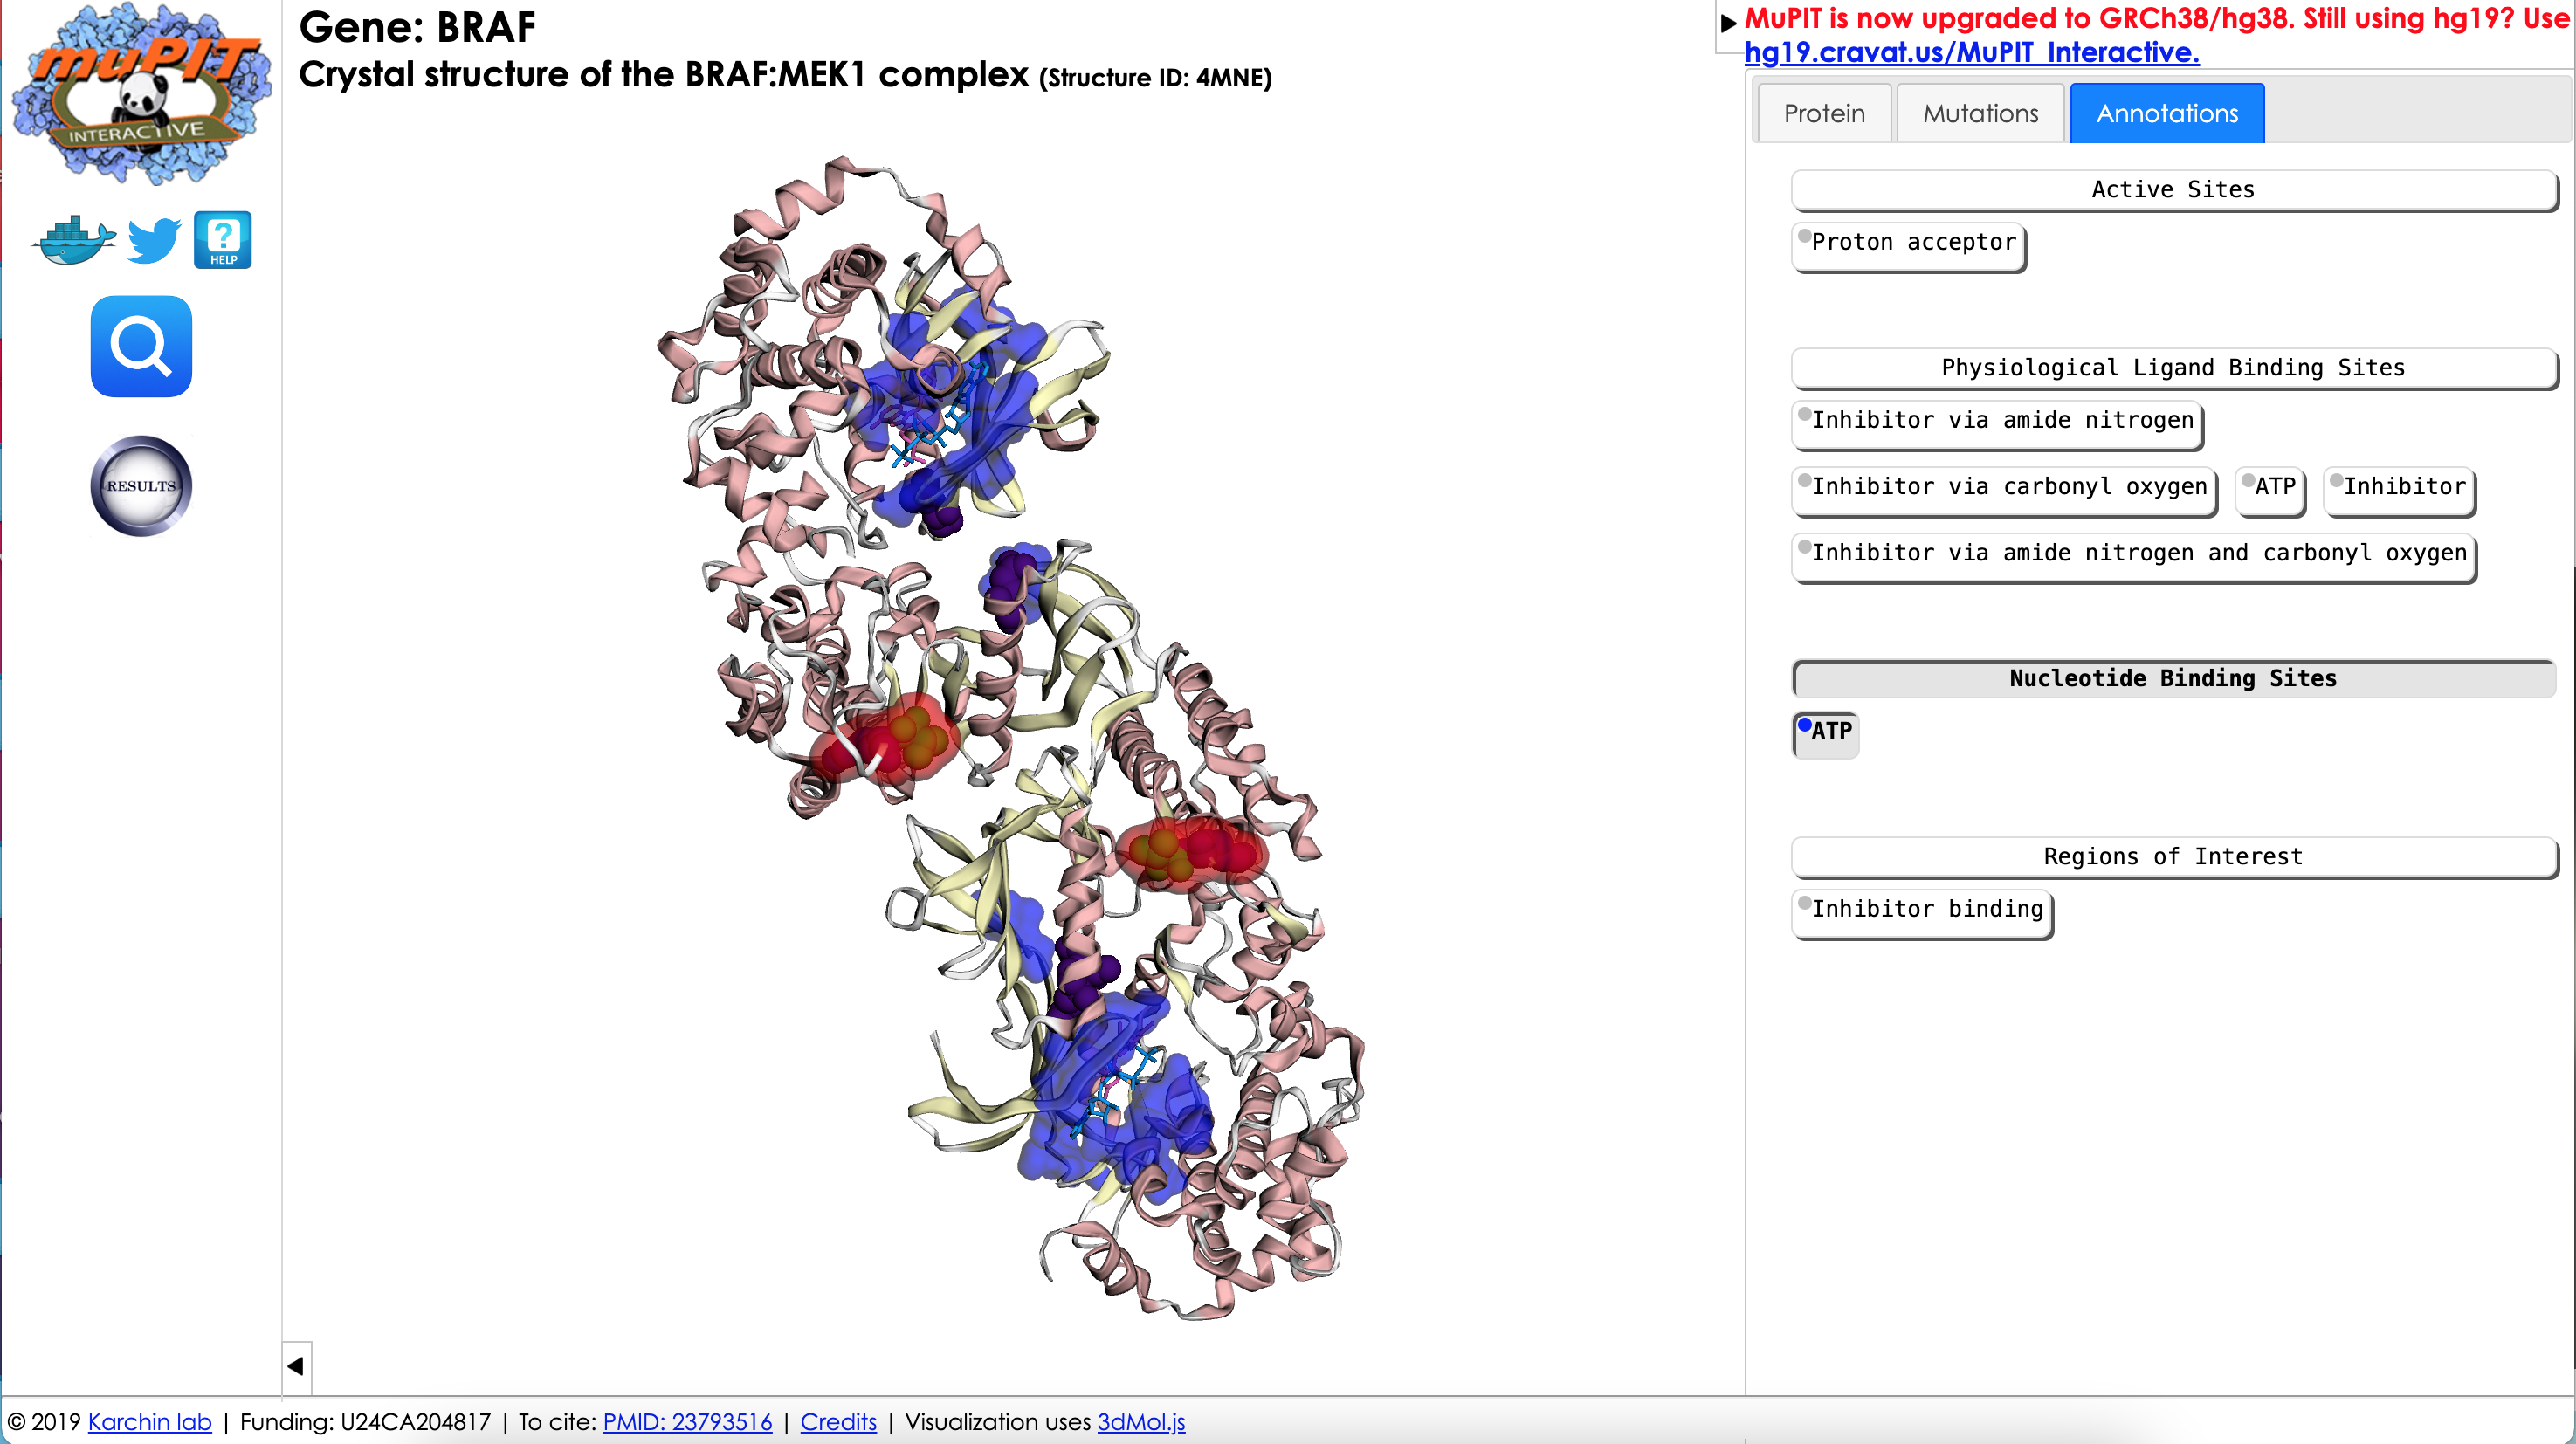 muPIT
INTERACTIVE
?
HELP
RESULTS
Gene: BRAF
Crystal structure of the BRAF:MEK1 complex (Structure ID: 4MNE)
MuPIT is now upgraded to GRCh38/hg38. Still using hg19? Use
hg19.cravat.us/MuPIT_Interactive.
Protein Mutations Annotations
Active Sites
Proton acceptor
Physiological Ligand Binding Sites
Inhibitor via amide nitrogen
Inhibitor via carbonyl oxygen ATP Inhibitor
Inhibitor via amide nitrogen and carbonyl oxygen
Nucleotide Binding Sites
ATP
Regions of Interest
Inhibitor binding
© 2019 Karchin lab | Funding: U24CA204817 | To cite: PMID: 23793516 | Credits | Visualization uses 3dMol.js